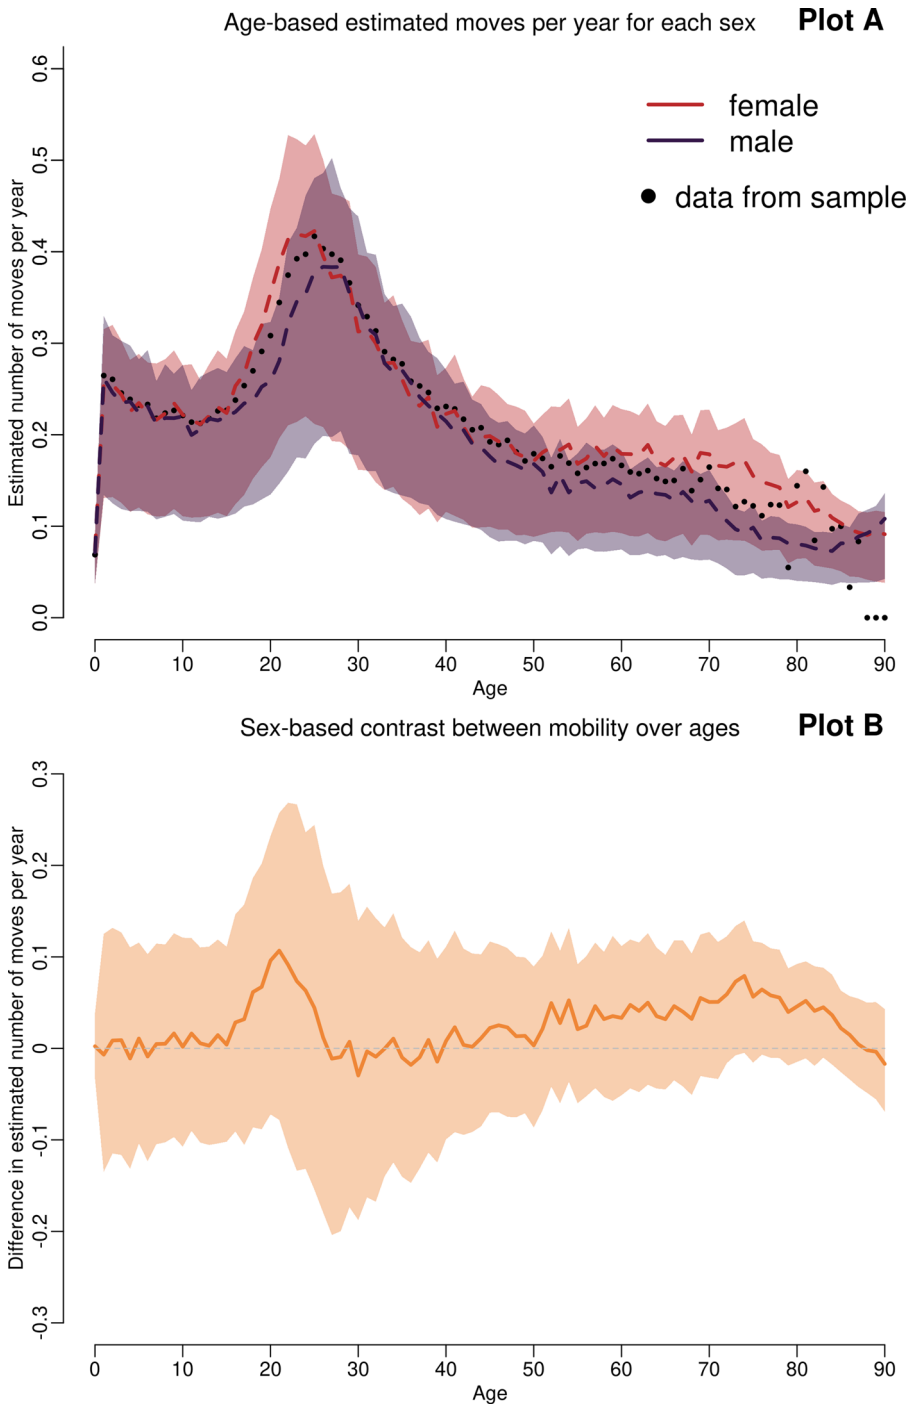 Age-based estimated moves per year for each sex
Plot A
Estimated number of moves per year
0.6
0.5
0.4
0.3
0.2
0.1
0.0
female
male
data from sample
0 10 20 30 40 50 60 70 80 90
Age
Sex-based contrast between mobility over ages
Plot B
Difference in estimated number of moves per year
0.3
0.2
0.1
0
-0.1
-0.2
-0.3
0 10 20 30 40 50 60 70 80 90
Age